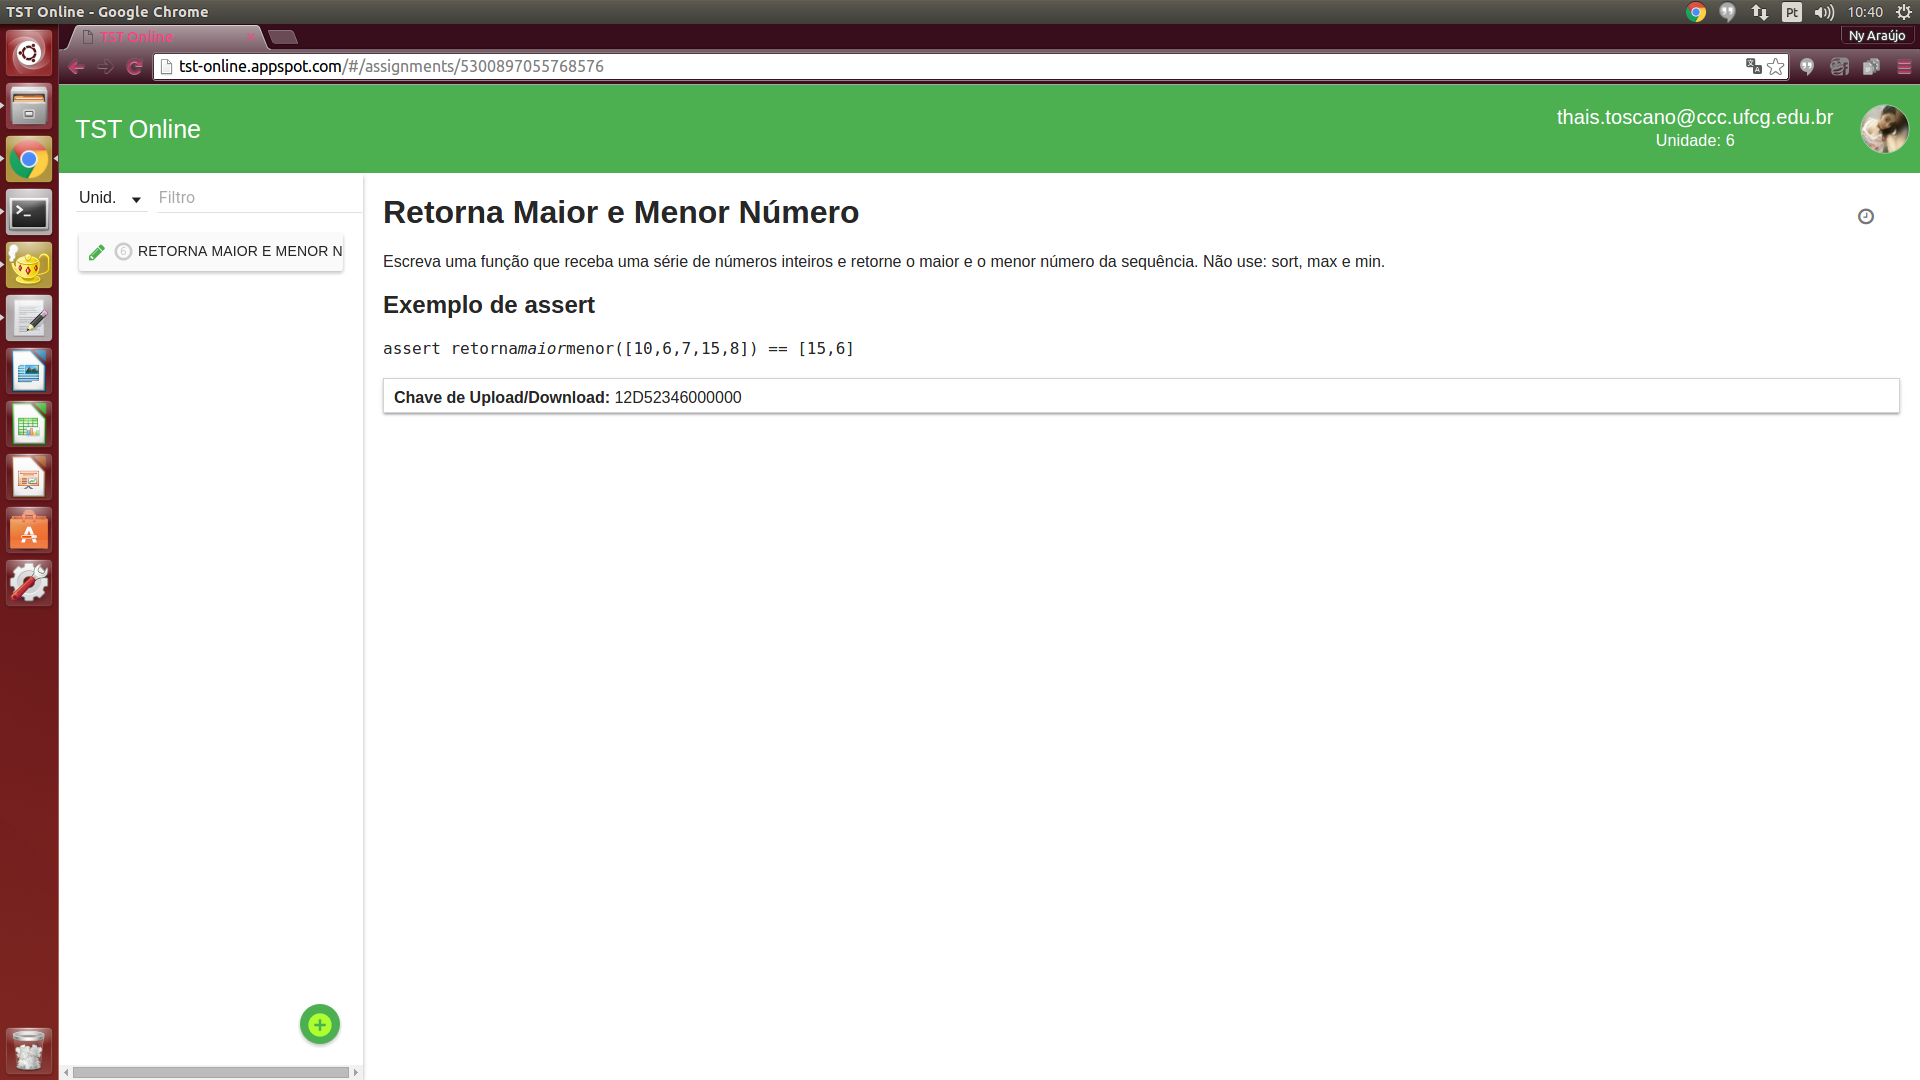 TST Online - Google Chrome
Pt
10:40
TST Online
Ny Araújo
tst-online.appspot.com/#/assignments/5300897055768576
TST Online
thais.toscano@ccc.ufcg.edu.br
Unidade: 6
Unid.
Filtro
6 RETORNA MAIOR E MENOR N
Retorna Maior e Menor Número
Escreva uma função que receba uma série de números inteiros e retorne o maior e o menor número da sequência. Não use: sort, max e min.
Exemplo de assert
assert retornamaiormenor([10,6,7,15,8]) == [15,6]
Chave de Upload/Download: 12D52346000000